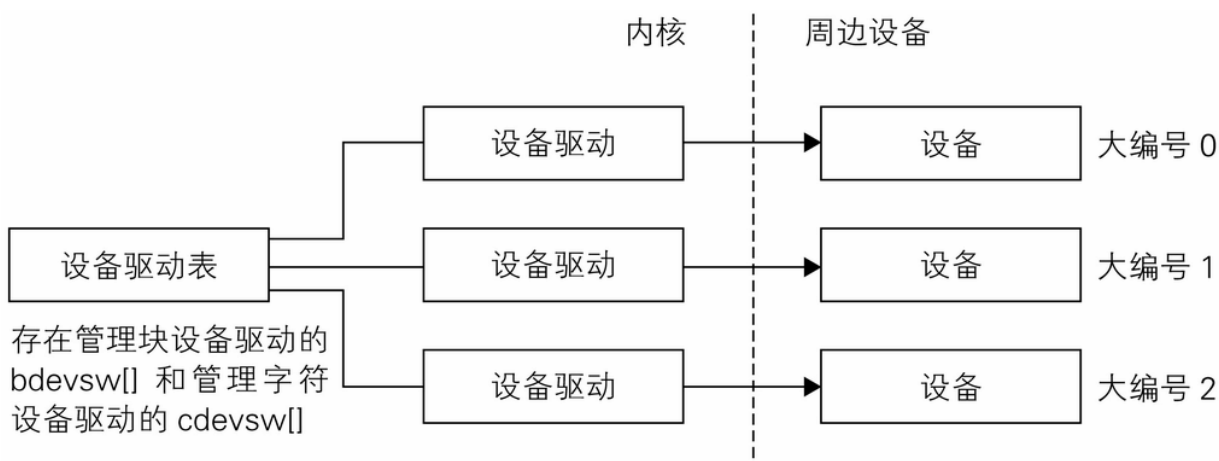 内核
周边设备
设备驱动
设备
大编号 0
设备驱动表
设备驱动
设备
大编号 1
存在管理块设备驱动的
bdevsw[] 和管理字符
设备驱动的 cdevsw[]
设备驱动
设备
大编号 2